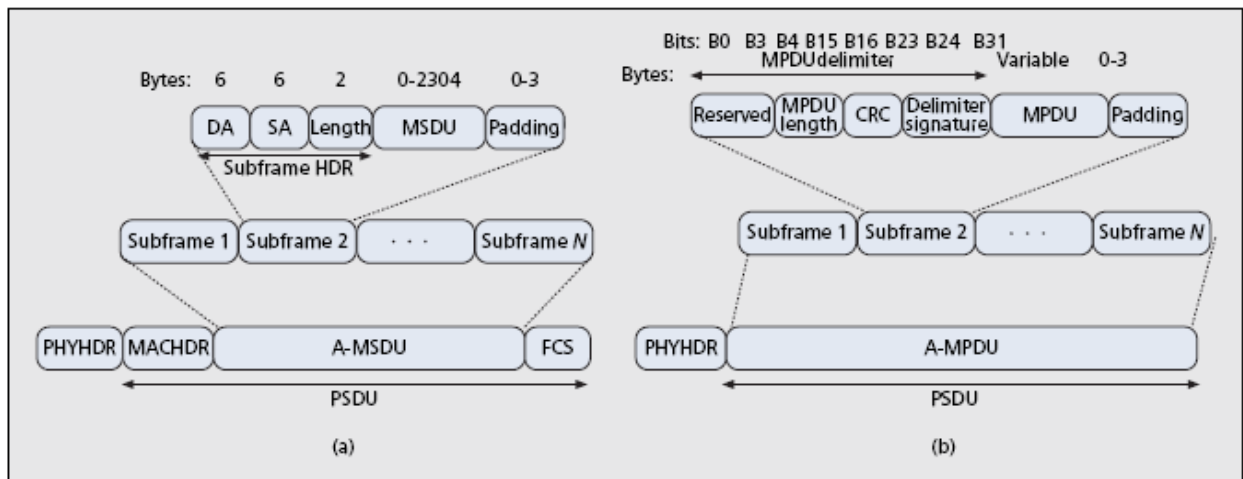 Bytes: 6 6 2 0-2304 0-3
DA SA Length MSDU Padding
Subframe HDR
Subframe 1 Subframe 2 · · · Subframe N
PHYHDR MACHDR A-MSDU FCS
PSDU
(a)
Bits: B0 B3 B4 B15 B16 B23 B24 B31
Bytes: MPDUdelimiter Variable 0-3
Reserved MPDU length CRC Delimiter signature MPDU Padding
Subframe 1 Subframe 2 · · · Subframe N
PHYHDR A-MPDU
PSDU
(b)